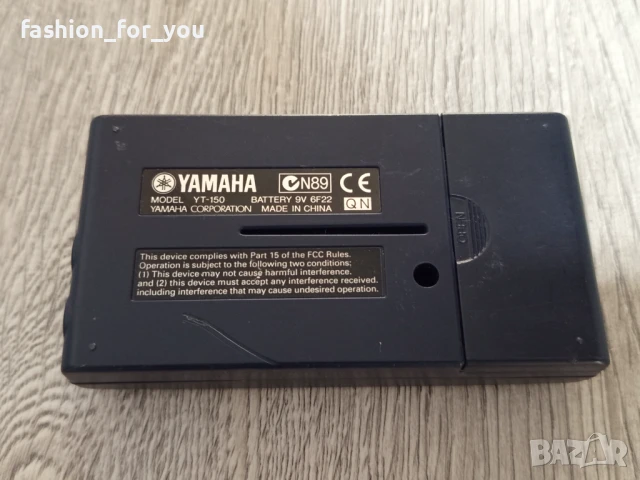 fashion_for_you
YAMAHA N89 CE
MODEL YT-150 BATTERY 9V 6F22 QN
YAMAHA CORPORATION MADE IN CHINA
OPEN
This device complies with Part 15 of the FCC Rules.
Operation is subject to the following two conditions:
(1) This device may not cause harmful interference.
and (2) this device must accept any interference received.
including interference that may cause undesired operation.
BAZAR